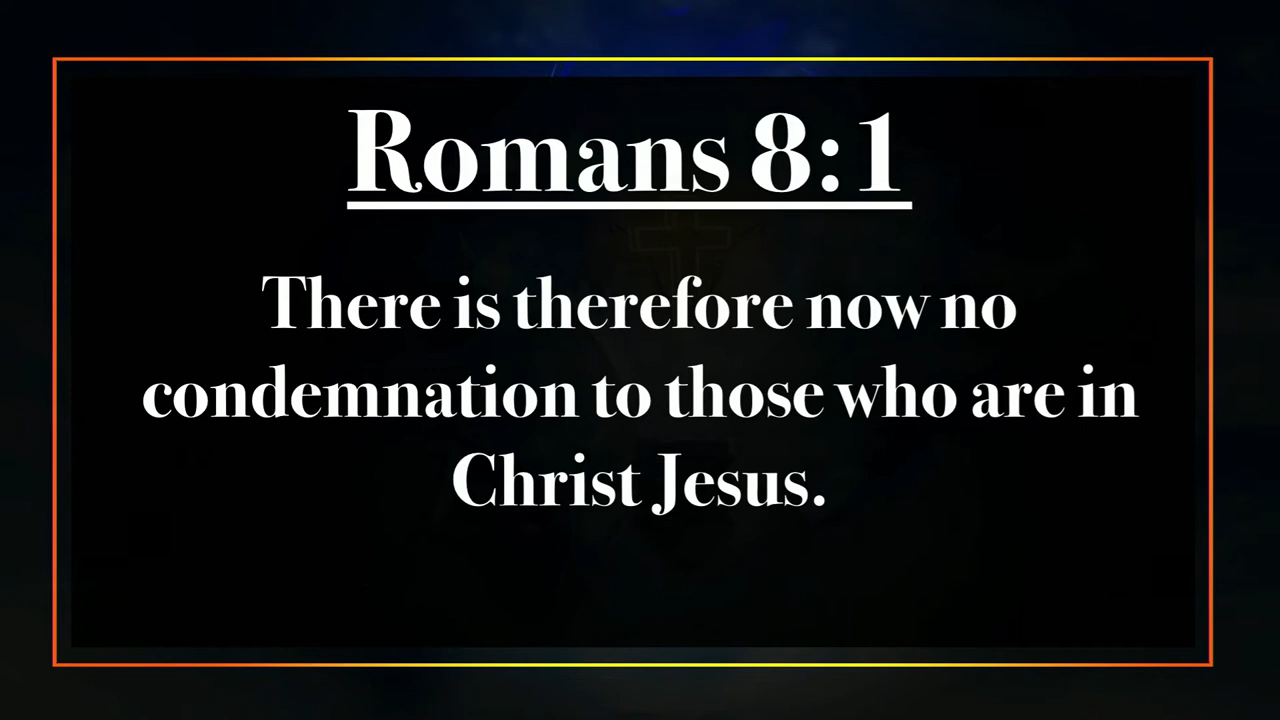 Romans 8:1
There is therefore now no
condemnation to those who are in
Christ Jesus.